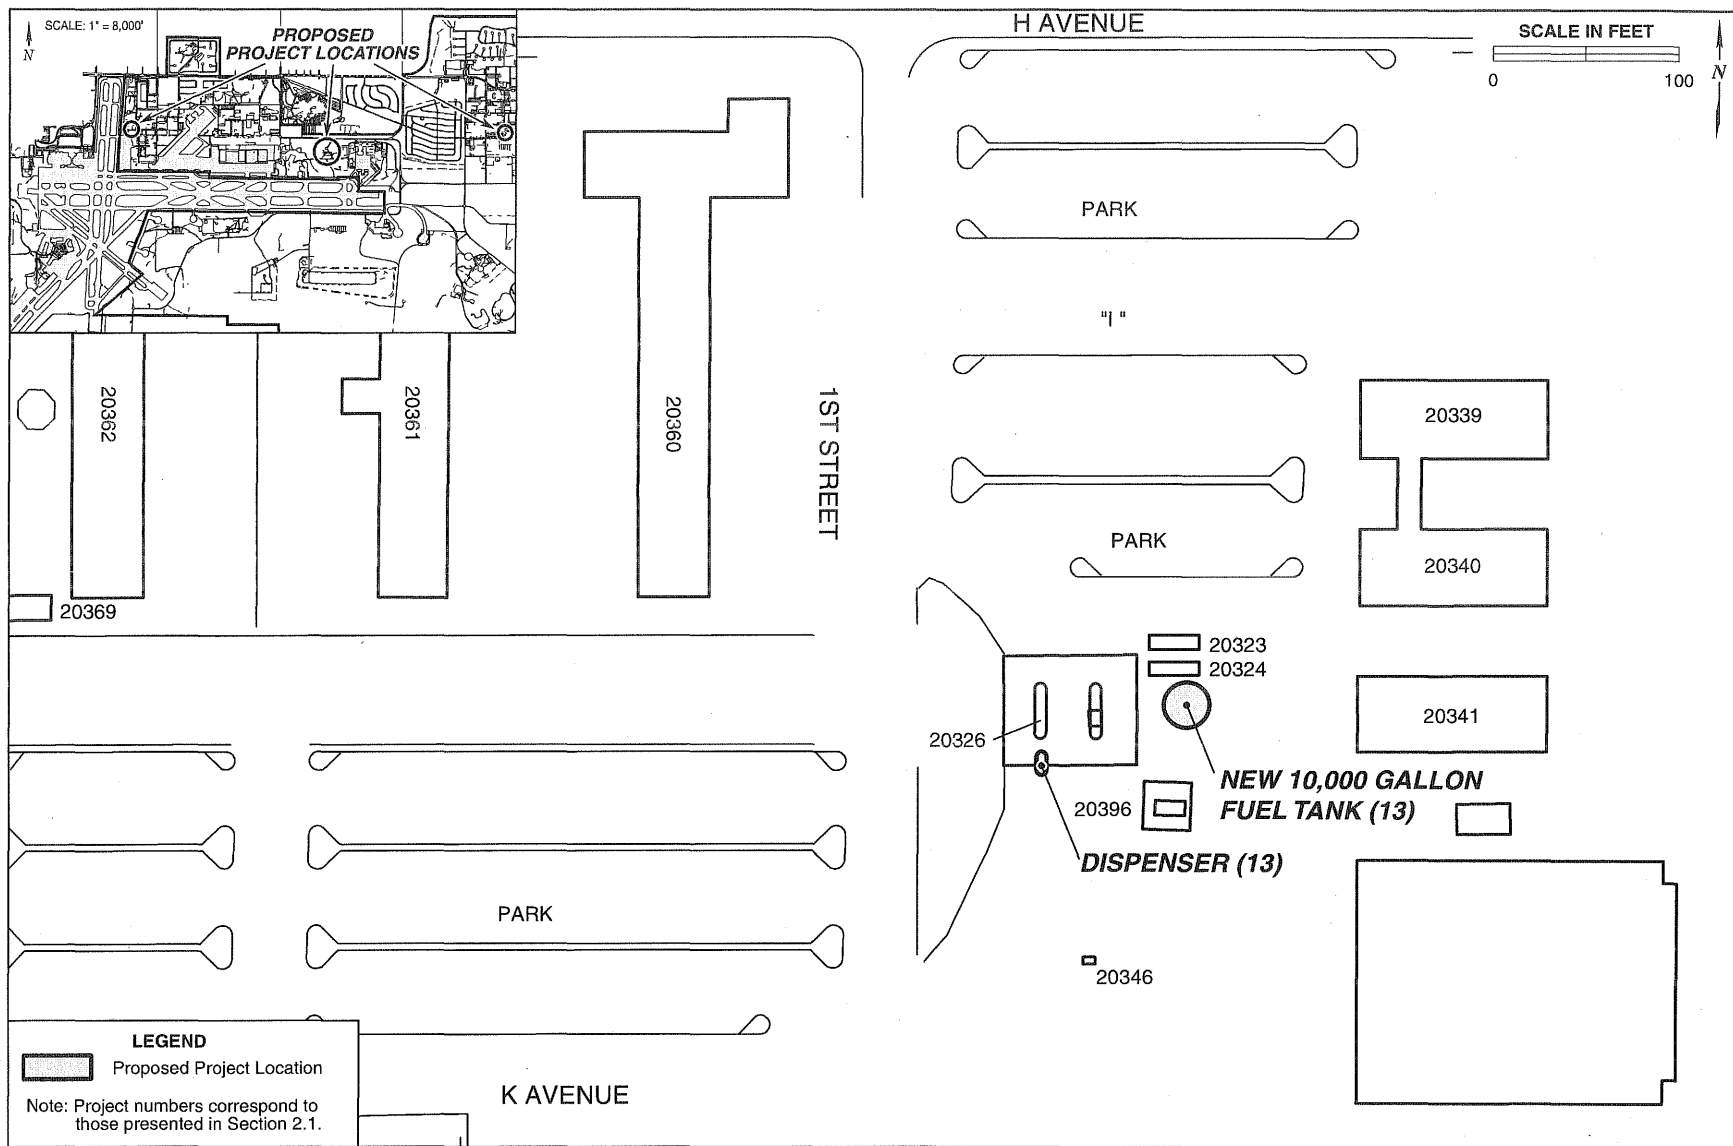 SCALE: 1" = 8,000'
N
PROPOSED
PROJECT LOCATIONS
H AVENUE
SCALE IN FEET
0 100
N
PARK
"I"
20362
20361
20360
1ST STREET
20339
PARK
20340
20369
20323
20324
20326
20341
NEW 10,000 GALLON
FUEL TANK (13)
20396
DISPENSER (13)
PARK
20346
LEGEND
Proposed Project Location
Note: Project numbers correspond to
those presented in Section 2.1.
K AVENUE